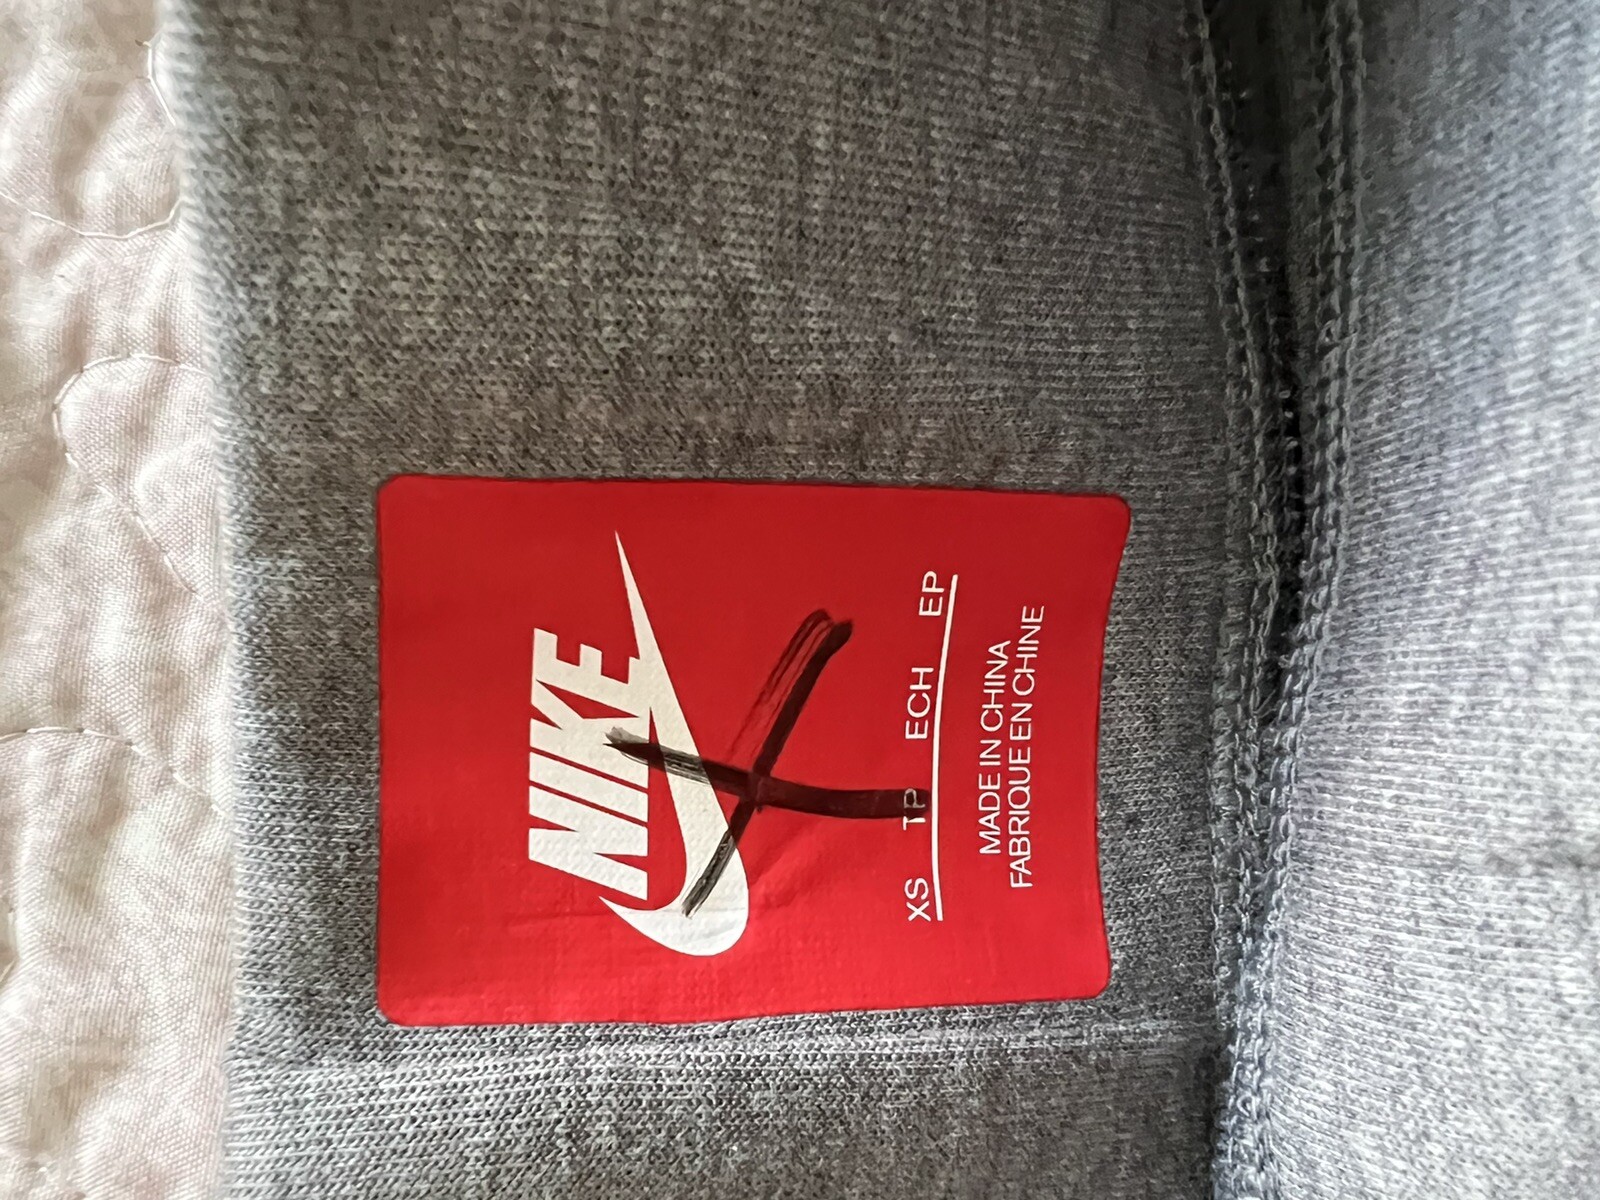 NIKE
XS TP ECH EP
MADE IN CHINA
FABRIQUE EN CHINE